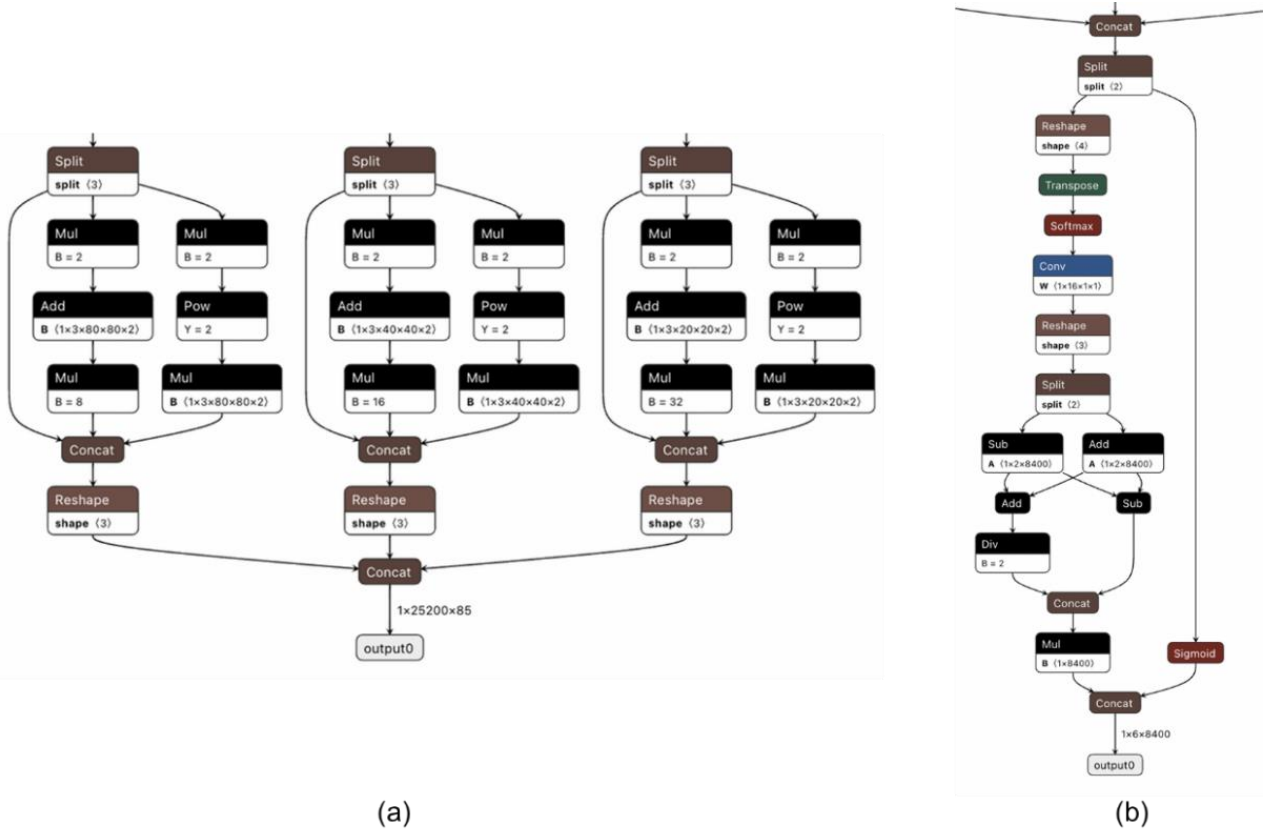 Split
split ⟨3⟩
Mul
B = 2
Mul
B = 2
Add
B ⟨1×3×80×80×2⟩
Pow
Y = 2
Mul
B = 8
Mul
B ⟨1×3×80×80×2⟩
Concat
Reshape
shape ⟨3⟩
Split
split ⟨3⟩
Mul
B = 2
Mul
B = 2
Add
B ⟨1×3×40×40×2⟩
Pow
Y = 2
Mul
B = 16
Mul
B ⟨1×3×40×40×2⟩
Concat
Reshape
shape ⟨3⟩
Split
split ⟨3⟩
Mul
B = 2
Mul
B = 2
Add
B ⟨1×3×20×20×2⟩
Pow
Y = 2
Mul
B = 32
Mul
B ⟨1×3×20×20×2⟩
Concat
Reshape
shape ⟨3⟩
Concat
1×25200×85
output0
(a)
Concat
Split
split ⟨2⟩
Reshape
shape ⟨4⟩
Transpose
Softmax
Conv
W ⟨1×16×1×1⟩
Reshape
shape ⟨3⟩
Split
split ⟨2⟩
Sub
A ⟨1×2×8400⟩
Add
A ⟨1×2×8400⟩
Add
Sub
Div
B = 2
Concat
Mul
B ⟨1×8400⟩
Sigmoid
Concat
1×6×8400
output0
(b)